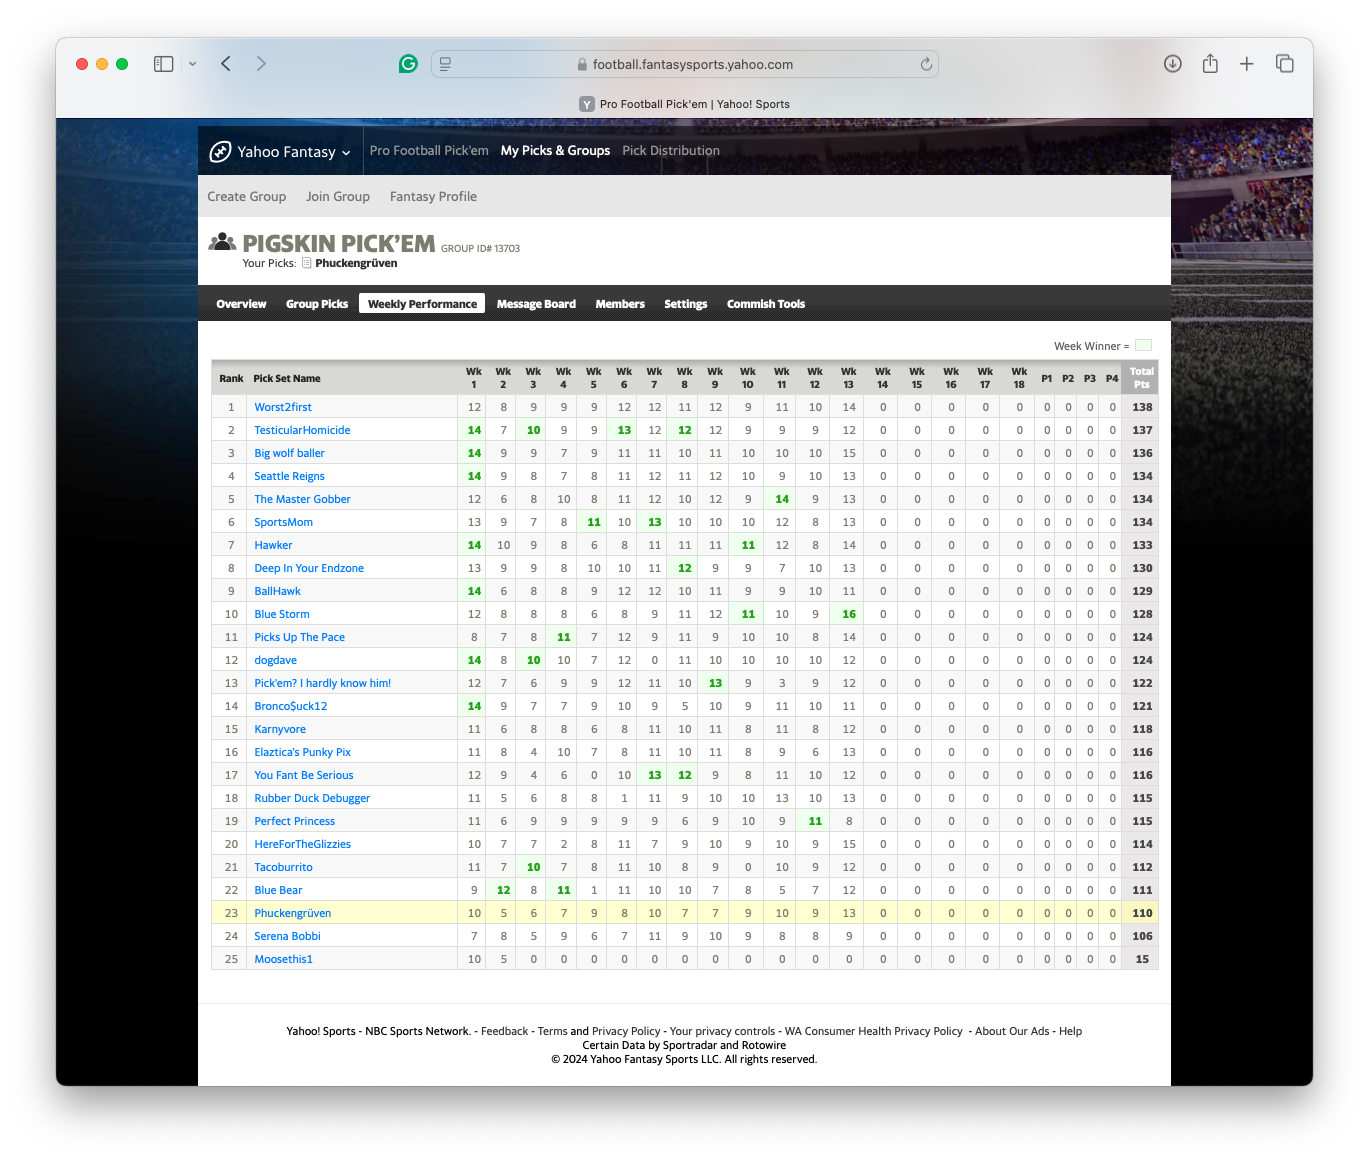 football.fantasysports.yahoo.com
Y Pro Football Pick'em | Yahoo! Sports
Yahoo Fantasy Pro Football Pick'em My Picks & Groups Pick Distribution
Create Group Join Group Fantasy Profile
PIGSKIN PICK'EM GROUP ID# 13703
Your Picks: Phuckengrüven
Overview Group Picks Weekly Performance Message Board Members Settings Commish Tools
Week Winner =
Rank Pick Set Name Wk 1 Wk 2 Wk 3 Wk 4 Wk 5 Wk 6 Wk 7 Wk 8 Wk 9 Wk 10 Wk 11 Wk 12 Wk 13 Wk 14 Wk 15 Wk 16 Wk 17 Wk 18 P1 P2 P3 P4 Total Pts
1 Worst2first 12 8 9 9 9 12 12 11 12 9 11 10 14 0 0 0 0 0 0 0 0 0 138
2 TesticularHomicide 14 7 10 9 9 13 12 12 12 9 9 9 12 0 0 0 0 0 0 0 0 0 137
3 Big wolf baller 14 9 9 7 9 11 11 10 11 10 10 10 15 0 0 0 0 0 0 0 0 0 136
4 Seattle Reigns 14 9 8 7 8 11 12 11 12 10 9 10 13 0 0 0 0 0 0 0 0 0 134
5 The Master Gobber 12 6 8 10 8 11 12 10 12 9 14 9 13 0 0 0 0 0 0 0 0 0 134
6 SportsMom 13 9 7 8 11 10 13 10 10 10 12 8 13 0 0 0 0 0 0 0 0 0 134
7 Hawker 14 10 9 8 6 8 11 11 11 11 12 8 14 0 0 0 0 0 0 0 0 0 133
8 Deep In Your Endzone 13 9 9 8 10 10 11 12 9 9 7 10 13 0 0 0 0 0 0 0 0 0 130
9 BallHawk 14 6 8 8 9 12 12 10 11 9 9 10 11 0 0 0 0 0 0 0 0 0 129
10 Blue Storm 12 8 8 8 6 8 9 11 12 11 10 9 16 0 0 0 0 0 0 0 0 0 128
11 Picks Up The Pace 8 7 8 11 7 12 9 11 9 10 10 8 14 0 0 0 0 0 0 0 0 0 124
12 dogdave 14 8 10 10 7 12 0 11 10 10 10 10 12 0 0 0 0 0 0 0 0 0 124
13 Pick'em? I hardly know him! 12 7 6 9 9 12 11 10 13 9 3 9 12 0 0 0 0 0 0 0 0 0 122
14 Bronco$uck12 14 9 7 7 9 10 9 5 10 9 11 10 11 0 0 0 0 0 0 0 0 0 121
15 Karnyvore 11 6 8 8 6 8 11 10 11 8 11 8 12 0 0 0 0 0 0 0 0 0 118
16 Elaztica's Punky Pix 11 8 4 10 7 8 11 10 11 8 9 6 13 0 0 0 0 0 0 0 0 0 116
17 You Fant Be Serious 12 9 4 6 0 10 13 12 9 8 11 10 12 0 0 0 0 0 0 0 0 0 116
18 Rubber Duck Debugger 11 5 6 8 8 1 11 9 10 10 13 10 13 0 0 0 0 0 0 0 0 0 115
19 Perfect Princess 11 6 9 9 9 9 9 6 9 10 9 11 8 0 0 0 0 0 0 0 0 0 115
20 HereForTheGlizzies 10 7 7 2 8 11 7 9 10 9 10 9 15 0 0 0 0 0 0 0 0 0 114
21 Tacoburrito 11 7 10 7 8 11 10 8 9 0 10 9 12 0 0 0 0 0 0 0 0 0 112
22 Blue Bear 9 12 8 11 1 11 10 10 7 8 5 7 12 0 0 0 0 0 0 0 0 0 111
23 Phuckengrüven 10 5 6 7 9 8 10 7 7 9 10 9 13 0 0 0 0 0 0 0 0 0 110
24 Serena Bobbi 7 8 5 9 6 7 11 9 10 9 8 8 9 0 0 0 0 0 0 0 0 0 106
25 Moosethis1 10 5 0 0 0 0 0 0 0 0 0 0 0 0 0 0 0 0 0 0 0 0 15
Yahoo! Sports - NBC Sports Network. - Feedback - Terms and Privacy Policy - Your privacy controls - WA Consumer Health Privacy Policy - About Our Ads - Help
Certain Data by Sportradar and Rotowire
© 2024 Yahoo Fantasy Sports LLC. All rights reserved.